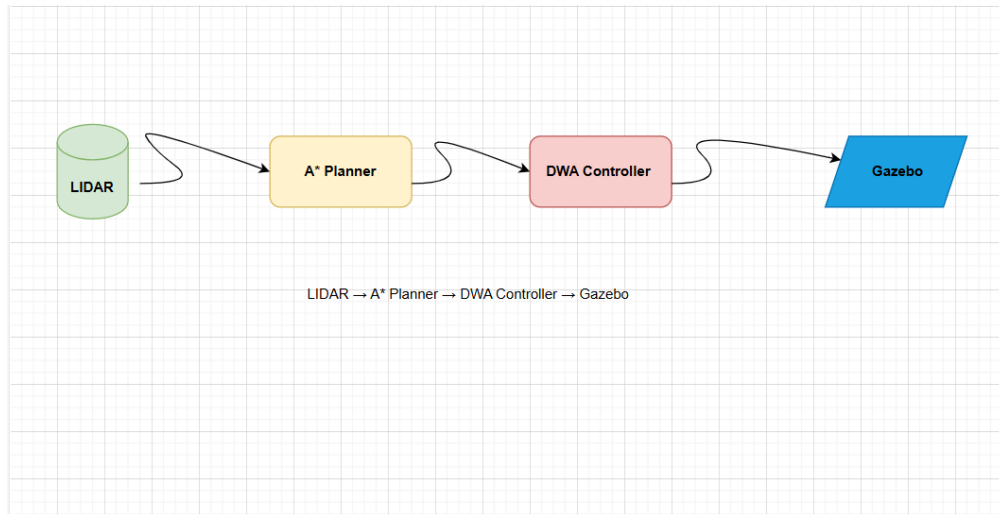 LIDAR
A* Planner
DWA Controller
Gazebo
LIDAR → A* Planner → DWA Controller → Gazebo